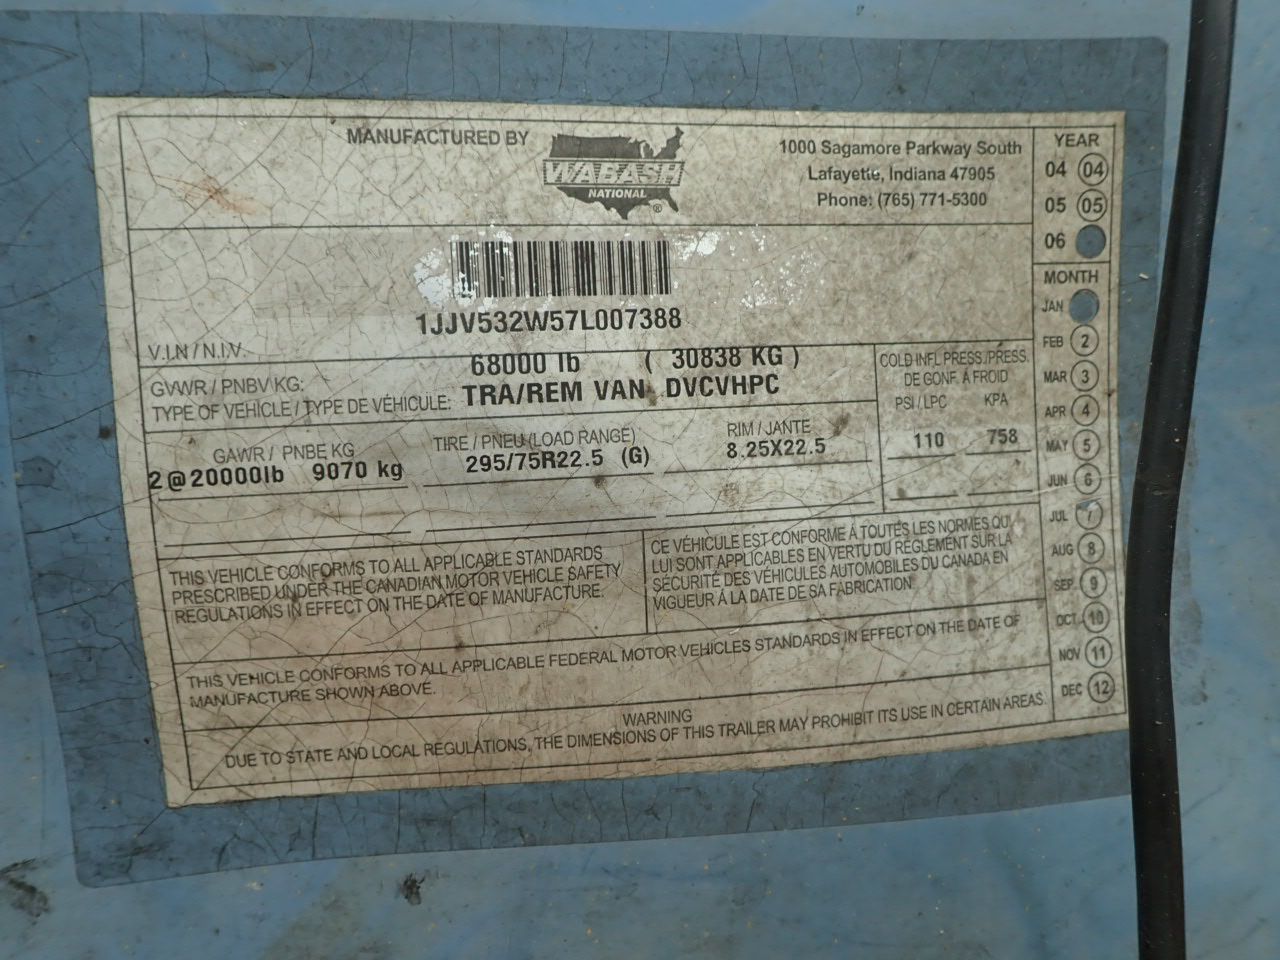 MANUFACTURED BY
WABASH
NATIONAL
®
1000 Sagamore Parkway South
Lafayette, Indiana 47905
Phone: (765) 771-5300
YEAR
04 04
05 05
06
MONTH
JAN
FEB 2
MAR 3
APR 4
MAY 5
JUN 6
JUL 7
AUG 8
SEP 9
OCT 10
NOV 11
DEC 12
1JJV532W57L007388
V.I.N / N.I.V.
GVWR / PNBV KG: 68000 lb ( 30838 KG )
TYPE OF VEHICLE / TYPE DE VÉHICULE: TRA/REM VAN DVCVHPC
COLD INFL PRESS./PRESS.
DE GONF. À FROID
PSI / LPC KPA
110 758
GAWR / PNBE KG
2@20000lb 9070 kg
TIRE / PNEU (LOAD RANGE)
295/75R22.5 (G)
RIM / JANTE
8.25X22.5
THIS VEHICLE CONFORMS TO ALL APPLICABLE STANDARDS
PRESCRIBED UNDER THE CANADIAN MOTOR VEHICLE SAFETY
REGULATIONS IN EFFECT ON THE DATE OF MANUFACTURE.
CE VÉHICULE EST CONFORME À TOUTES LES NORMES QUI
LUI SONT APPLICABLES EN VERTU DU RÈGLEMENT SUR LA
SÉCURITÉ DES VÉHICULES AUTOMOBILES DU CANADA EN
VIGUEUR À LA DATE DE SA FABRICATION.
THIS VEHICLE CONFORMS TO ALL APPLICABLE FEDERAL MOTOR VEHICLES STANDARDS IN EFFECT ON THE DATE OF
MANUFACTURE SHOWN ABOVE.
WARNING
DUE TO STATE AND LOCAL REGULATIONS, THE DIMENSIONS OF THIS TRAILER MAY PROHIBIT ITS USE IN CERTAIN AREAS.